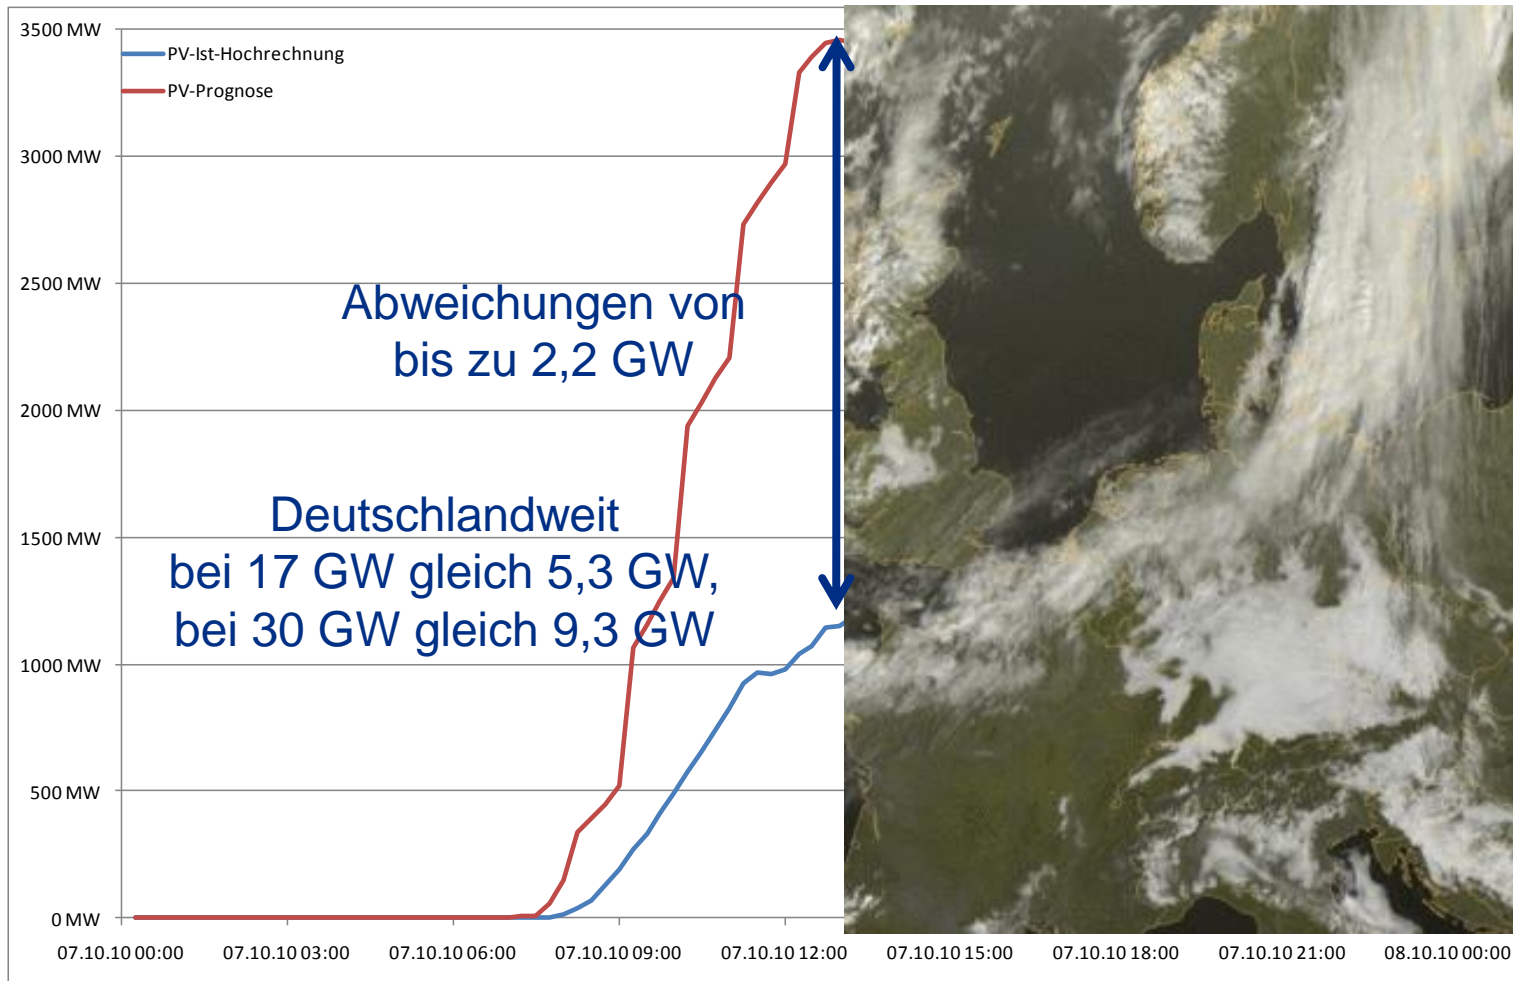 3500 MW
PV-Ist-Hochrechnung
PV-Prognose
3000 MW
2500 MW
Abweichungen von
bis zu 2,2 GW
2000 MW
Deutschlandweit
1500 MW
bei 17 GW gleich 5,3 GW,
bei 30 GW gleich 9,3 GW
1000 MW
500 MW
0 MW
07.10.10 00:00 07.10.10 03:00 07.10.10 06:00 07.10.10 09:00 07.10.10 12:00 07.10.10 15:00 07.10.10 18:00 07.10.10 21:00 08.10.10 00:00